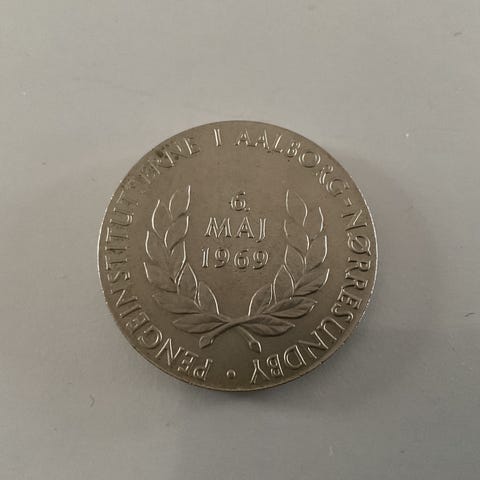 PENGEINSTITUTTERNE I AALBORG-NØRRESUNDBY
6.
MAJ
1969